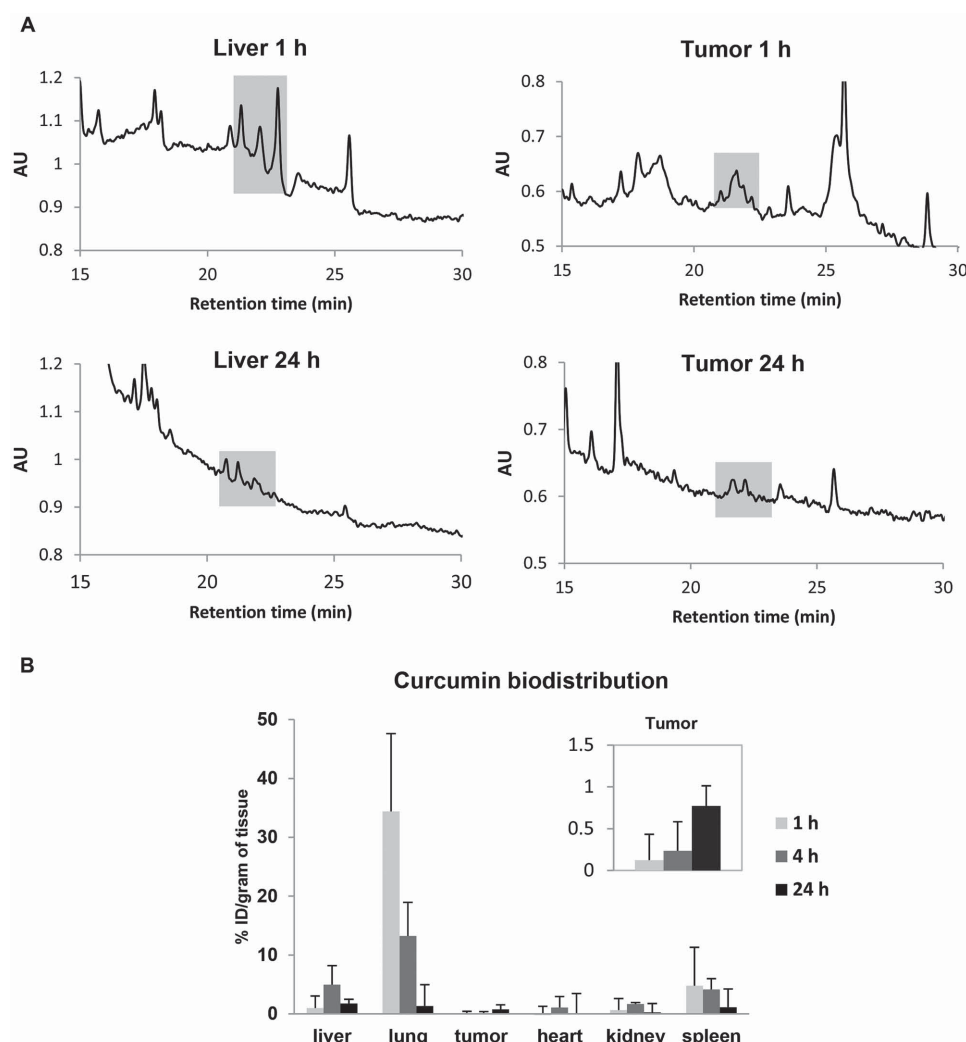 A
Liver 1 h
1.2
1.1
1
0.9
0.8
AU
15 20 25 30
Retention time (min)
Tumor 1 h
0.8
0.7
0.6
0.5
AU
15 20 25 30
Retention time (min)
Liver 24 h
1.2
1.1
1
0.9
0.8
AU
15 20 25 30
Retention time (min)
Tumor 24 h
0.8
0.7
0.6
0.5
AU
15 20 25 30
Retention time (min)
B
Curcumin biodistribution
50
40
30
20
10
0
% ID/gram of tissue
liver lung tumor heart kidney spleen
Tumor
1.5
1
0.5
0
1 h
4 h
24 h